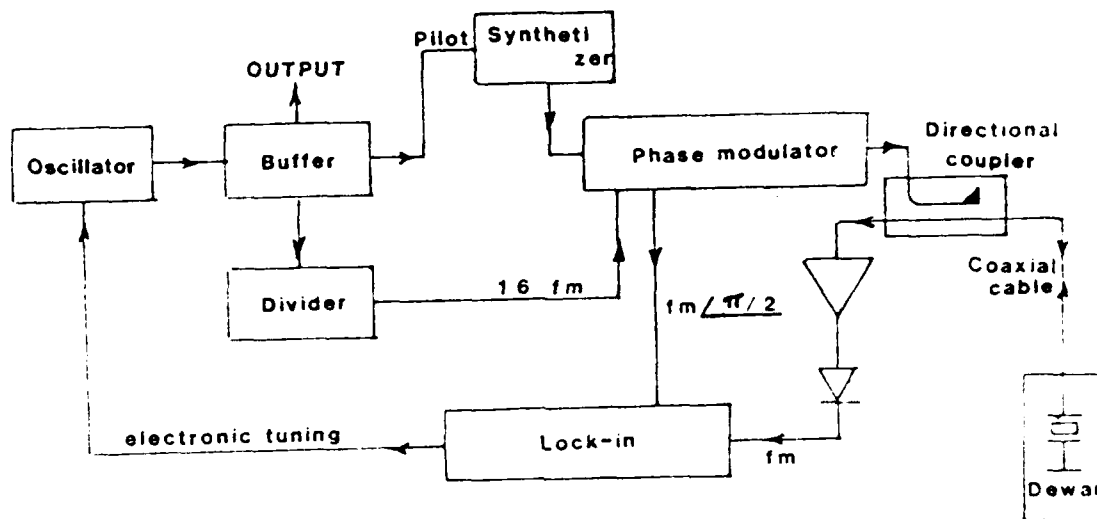 Pilot
Syntheti
zer
OUTPUT
Oscillator
Buffer
Phase modulator
Directional
coupler
Divider
16 fm
fm/π/2
Coaxial
cable
electronic tuning
Lock-in
fm
Dewar